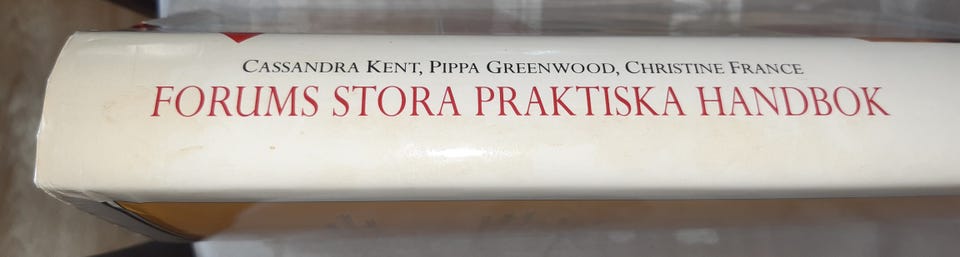 CASSANDRA KENT, PIPPA GREENWOOD, CHRISTINE FRANCE
FORUMS STORA PRAKTISKA HANDBOK